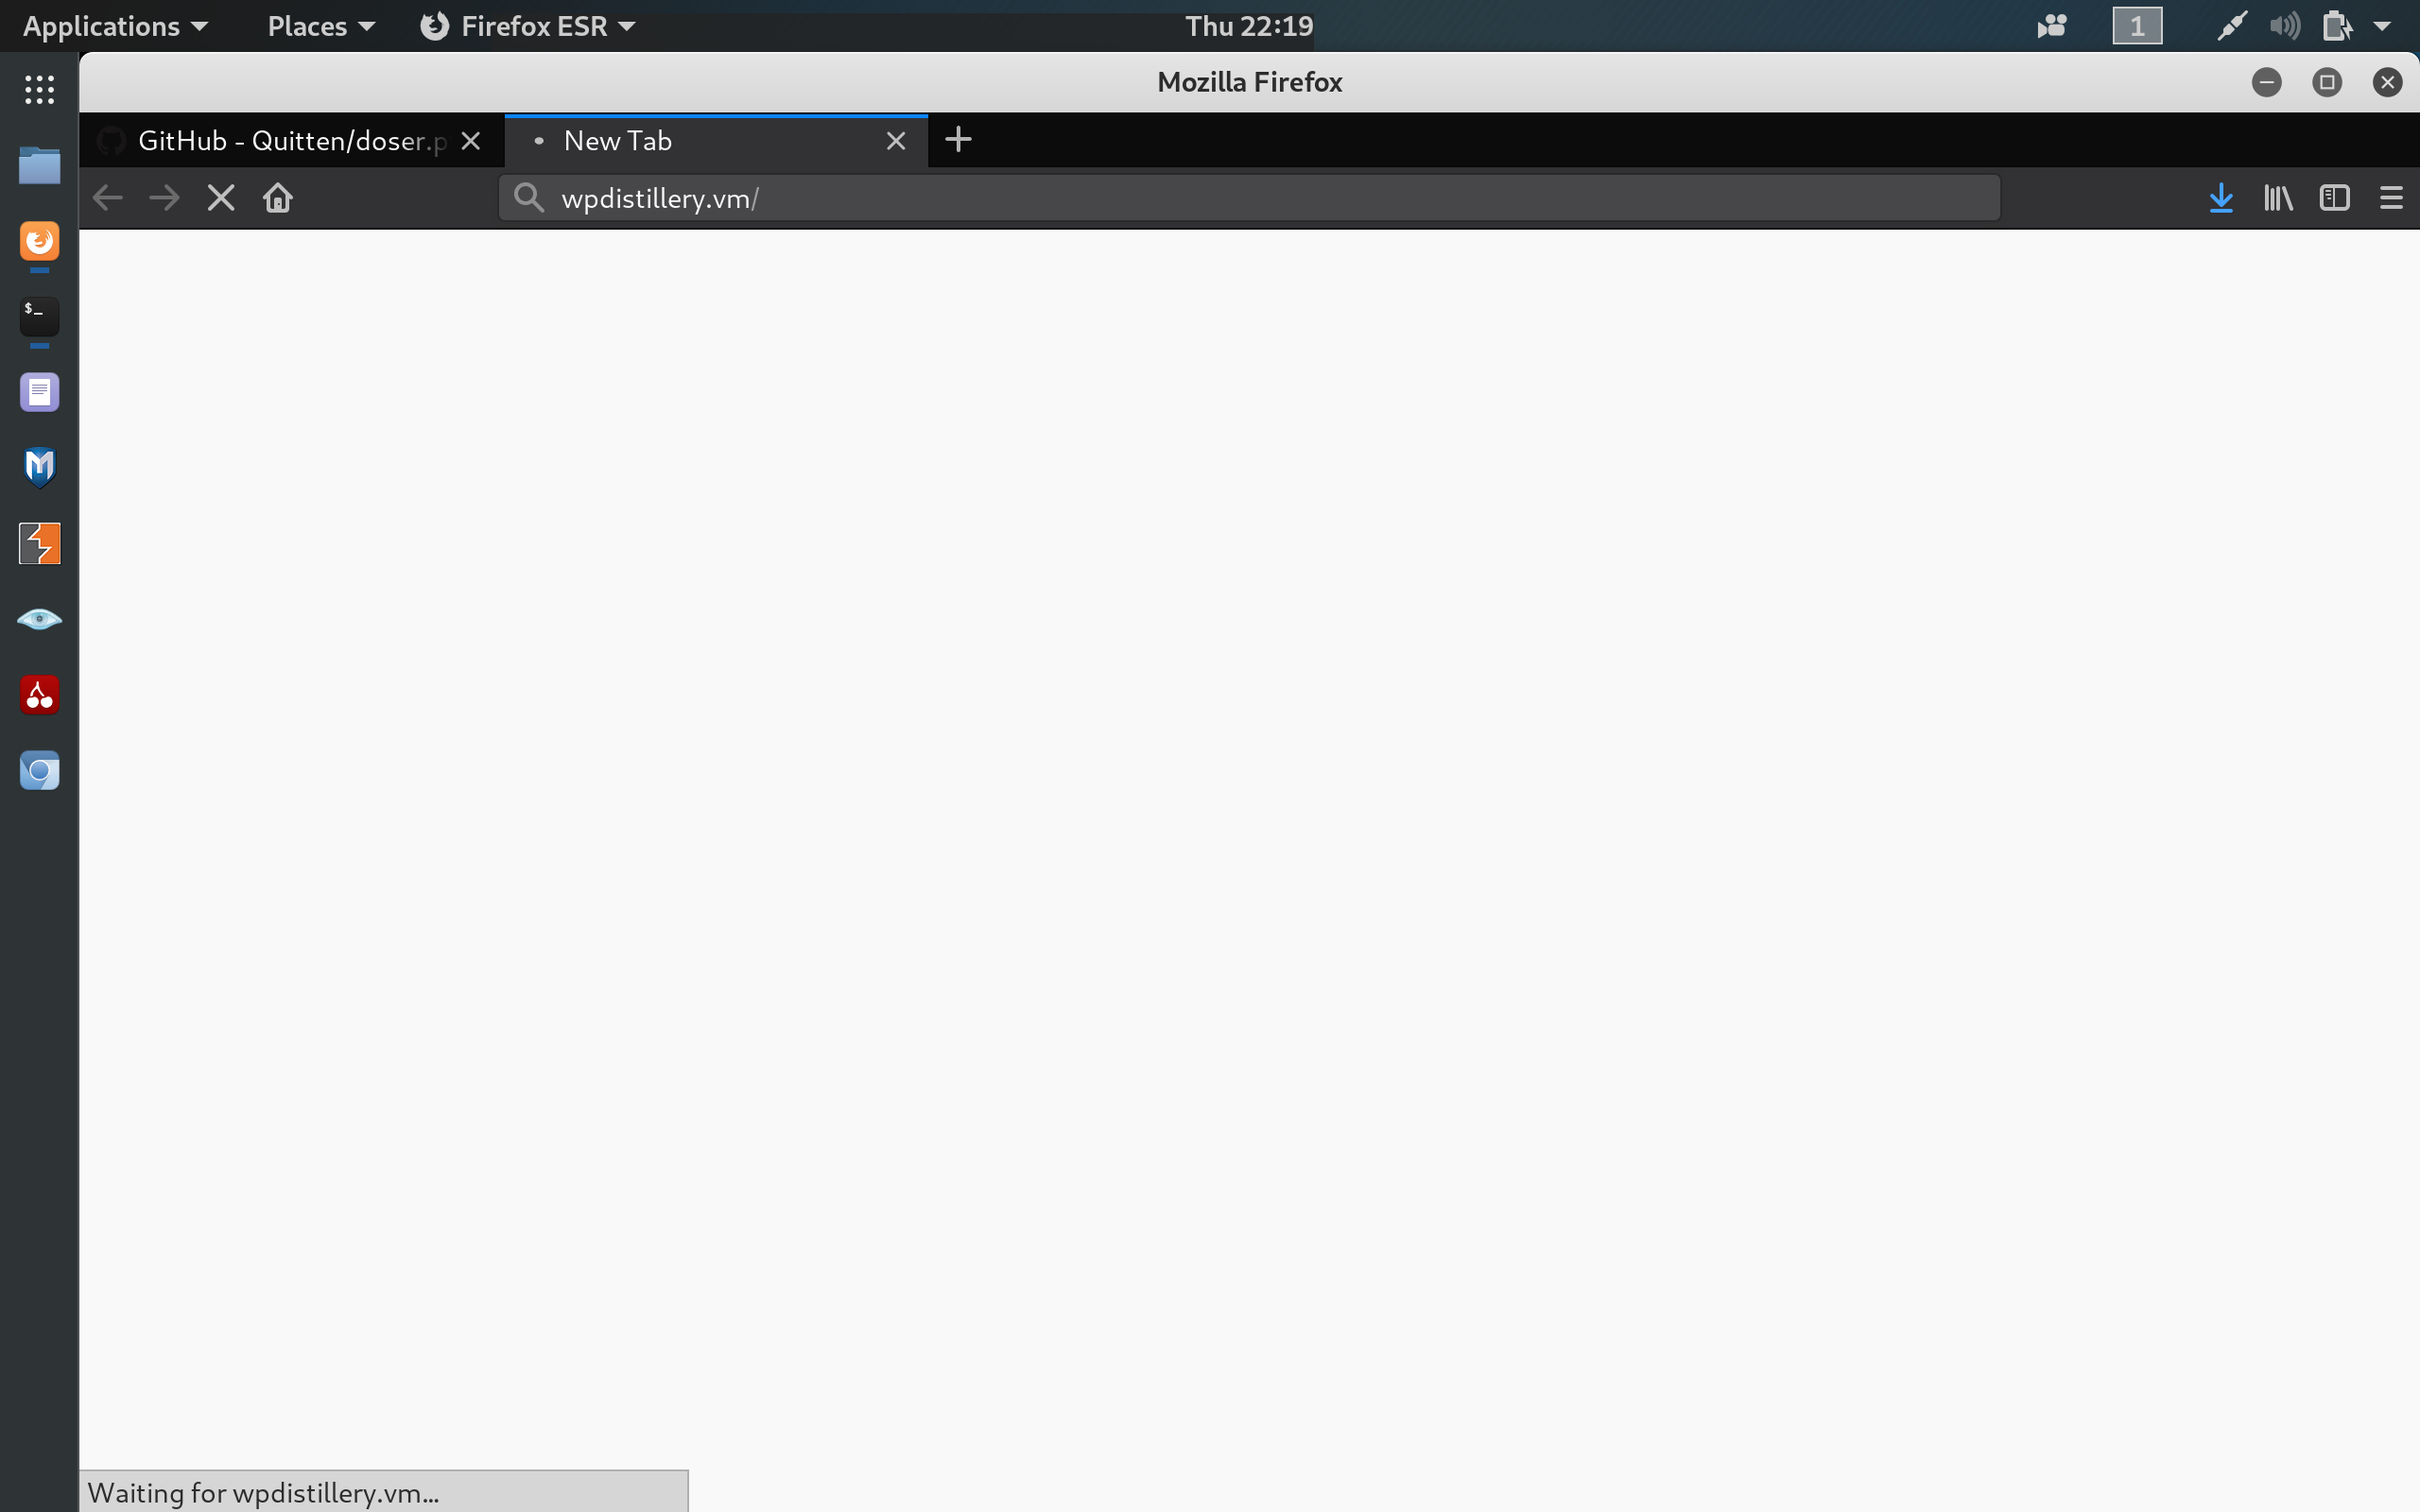 Applications Places Firefox ESR Thu 22:19 1
Mozilla Firefox
GitHub - Quitten/doser.p New Tab
wpdistillery.vm/
$_
Waiting for wpdistillery.vm...